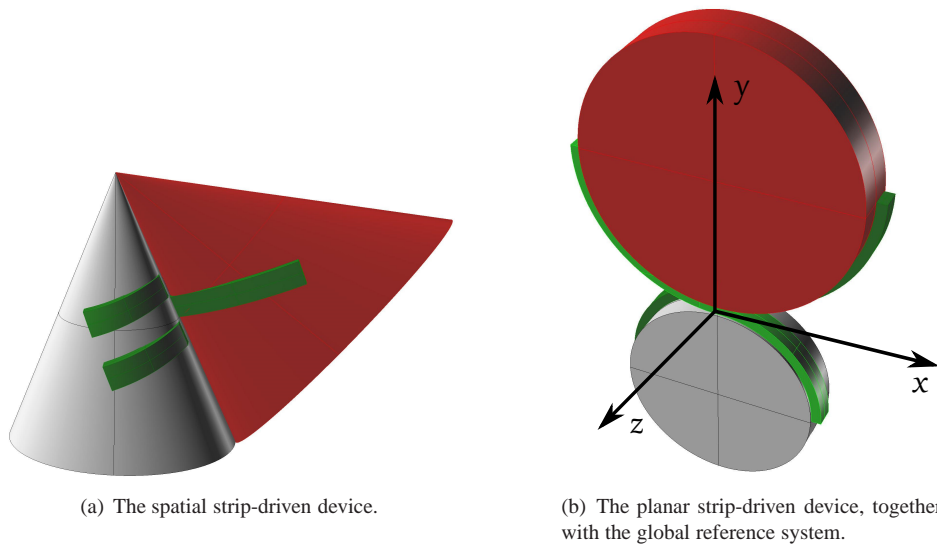 y
x
z
(a) The spatial strip-driven device.
(b) The planar strip-driven device, together
with the global reference system.